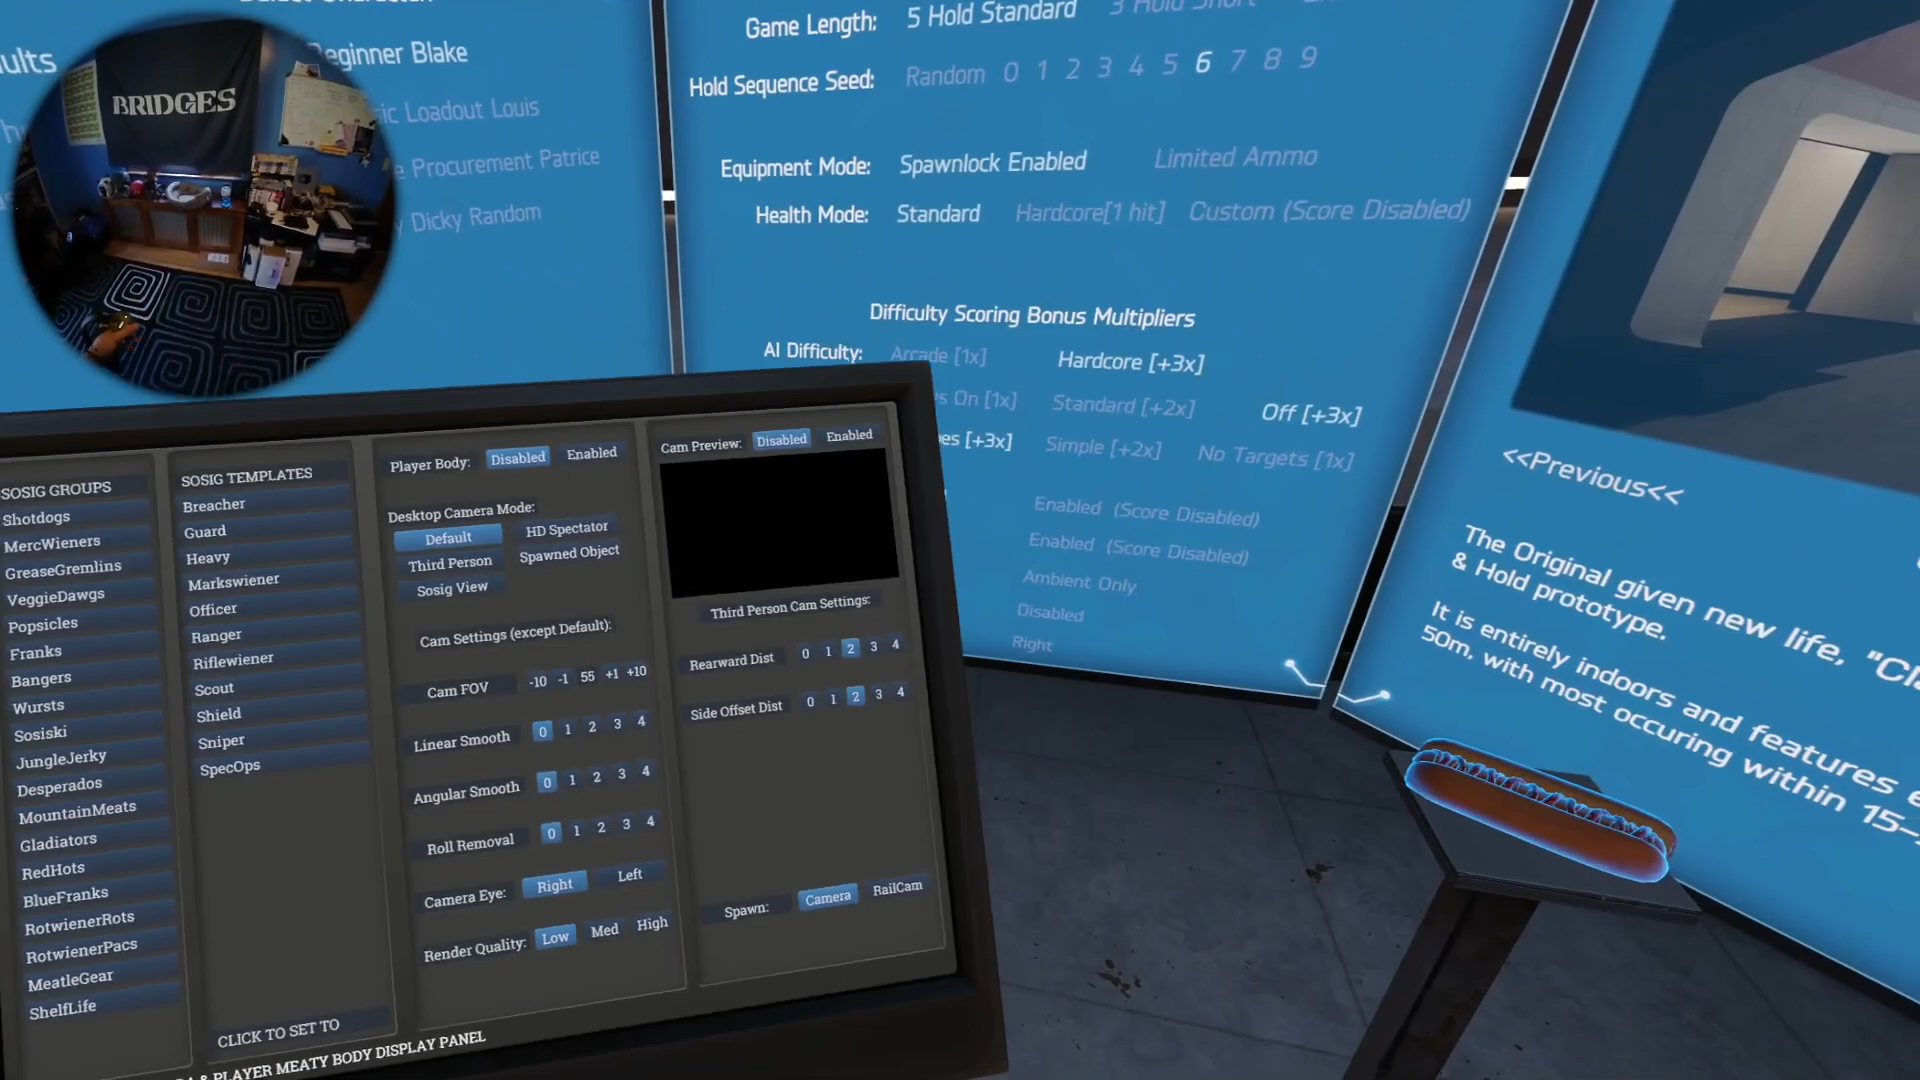 ults
BRIDGES
Beginner Blake
sic Loadout Louis
e Procurement Patrice
y Dicky Random
Game Length: 5 Hold Standard 3 Hold Short
Hold Sequence Seed: Random 0 1 2 3 4 5 6 7 8 9
Equipment Mode: Spawnlock Enabled Limited Ammo
Health Mode: Standard Hardcore[1 hit] Custom (Score Disabled)
Difficulty Scoring Bonus Multipliers
AI Difficulty: Arcade [1x] Hardcore [+3x]
s On [1x] Standard [+2x] Off [+3x]
es [+3x] Simple [+2x] No Targets [1x]
Enabled (Score Disabled)
Enabled (Score Disabled)
Ambient Only
Disabled
Right
<<Previous<<
The Original given new life, "Cla
& Hold prototype.
It is entirely indoors and features e
50m, with most occuring within 15-
SOSIG GROUPS
Shotdogs
MercWieners
GreaseGremlins
VeggieDawgs
Popsicles
Franks
Bangers
Wursts
Sosiski
JungleJerky
Desperados
MountainMeats
Gladiators
RedHots
BlueFranks
RotwienerRots
RotwienerPacs
MeatleGear
ShelfLife
SOSIG TEMPLATES
Breacher
Guard
Heavy
Markswiener
Officer
Ranger
Riflewiener
Scout
Shield
Sniper
SpecOps
CLICK TO SET TO
Player Body: Disabled Enabled
Desktop Camera Mode:
Default HD Spectator
Third Person Spawned Object
Sosig View
Cam Settings (except Default):
Cam FOV -10 -1 55 +1 +10
Linear Smooth 0 1 2 3 4
Angular Smooth 0 1 2 3 4
Roll Removal 0 1 2 3 4
Camera Eye: Right Left
Render Quality: Low Med High
Cam Preview: Disabled Enabled
Third Person Cam Settings:
Rearward Dist 0 1 2 3 4
Side Offset Dist 0 1 2 3 4
Spawn: Camera RailCam
& PLAYER MEATY BODY DISPLAY PANEL